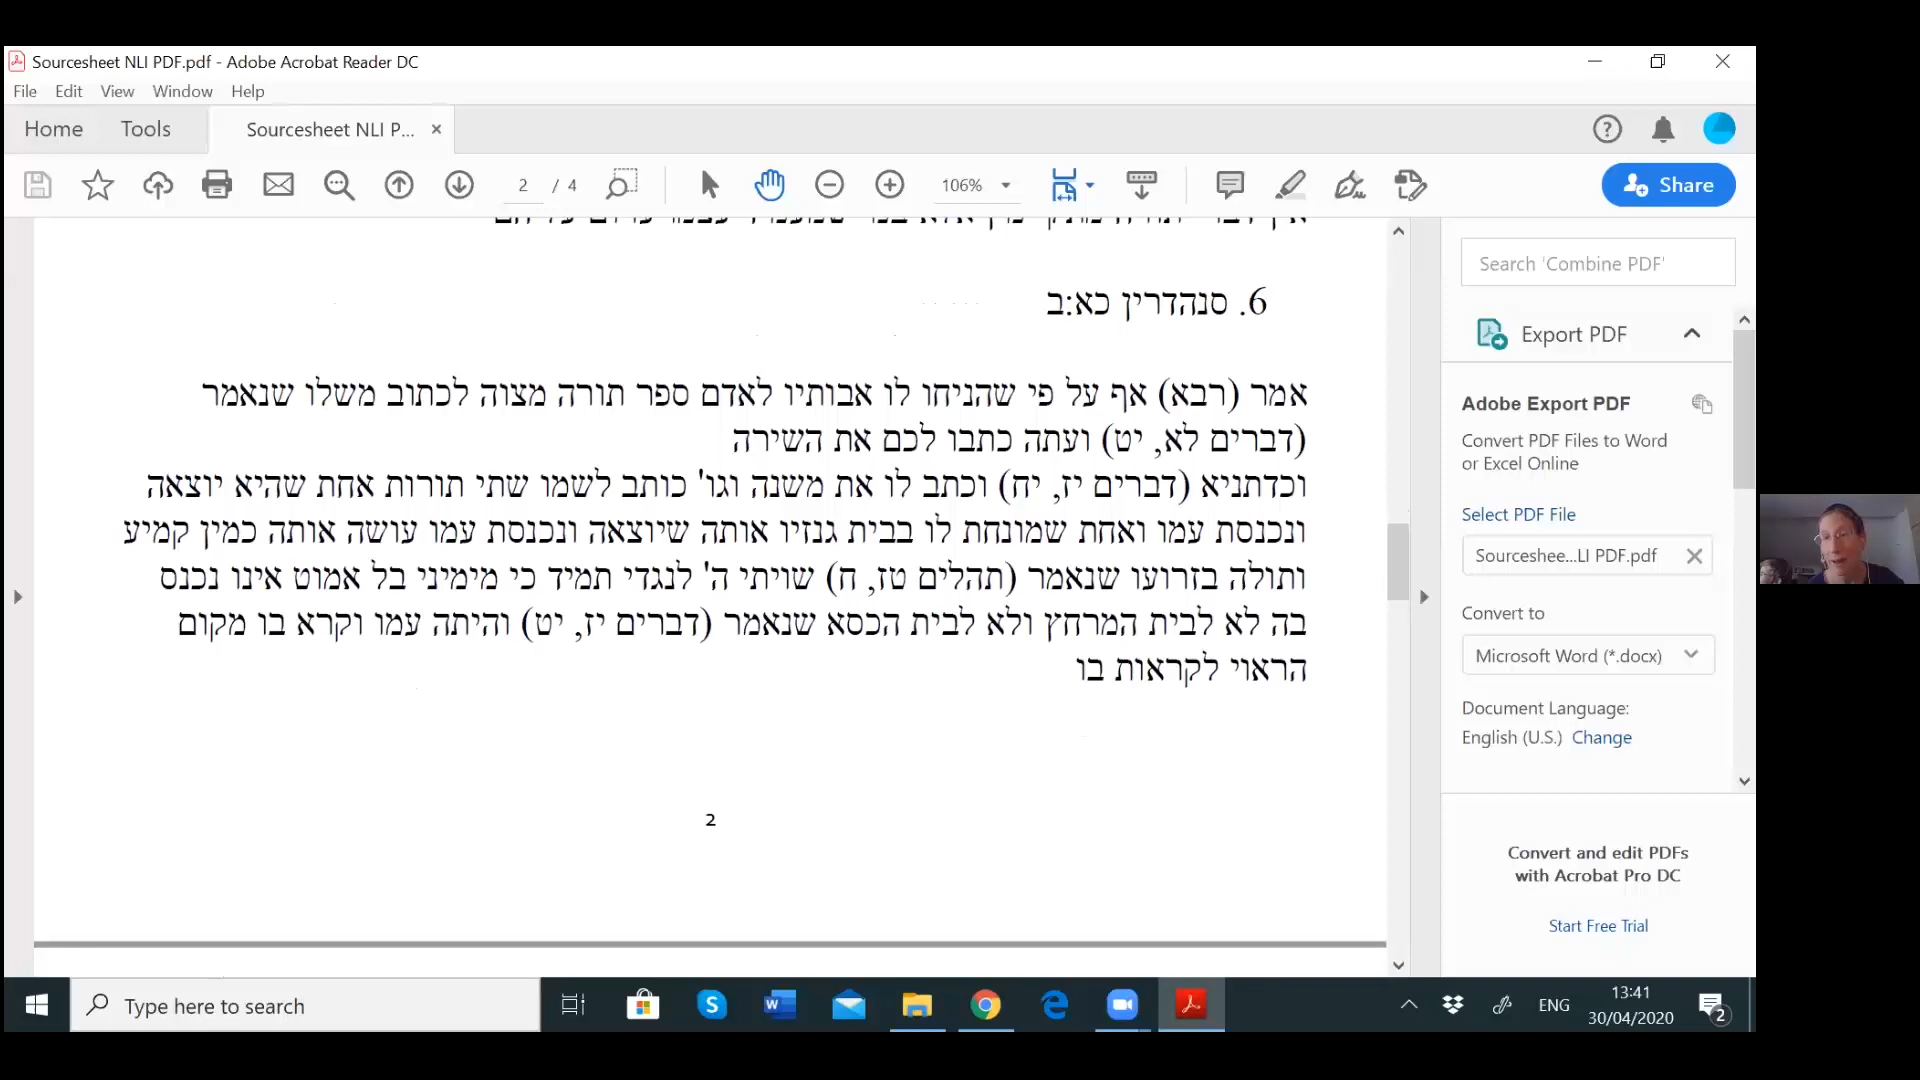 Sourcesheet NLI PDF.pdf - Adobe Acrobat Reader DC
File Edit View Window Help
Home Tools Sourcesheet NLI P... ×
2 / 4 106% Share
6. סנהדרין כא:ב
אמר (רבא) אף על פי שהניחו לו אבותיו לאדם ספר תורה מצוה לכתוב משלו שנאמר
(דברים לא, יט) ועתה כתבו לכם את השירה
וכדתניא (דברים יז, יח) וכתב לו את משנה וגו' כותב לשמו שתי תורות אחת שהיא יוצאה
ונכנסת עמו ואחת שמונחת לו בבית גנזיו אותה שיוצאה ונכנסת עמו עושה אותה כמין קמיע
ותולה בזרועו שנאמר (תהלים טז, ח) שויתי ה' לנגדי תמיד כי מימיני בל אמוט אינו נכנס
בה לא לבית המרחץ ולא לבית הכסא שנאמר (דברים יז, יט) והיתה עמו וקרא בו מקום
הראוי לקראות בו
2
Search 'Combine PDF'
Export PDF
Adobe Export PDF
Convert PDF Files to Word
or Excel Online
Select PDF File
Sourceshee...LI PDF.pdf
Convert to
Microsoft Word (*.docx)
Document Language:
English (U.S.) Change
Convert and edit PDFs
with Acrobat Pro DC
Start Free Trial
Type here to search
ENG
13:41
30/04/2020
2